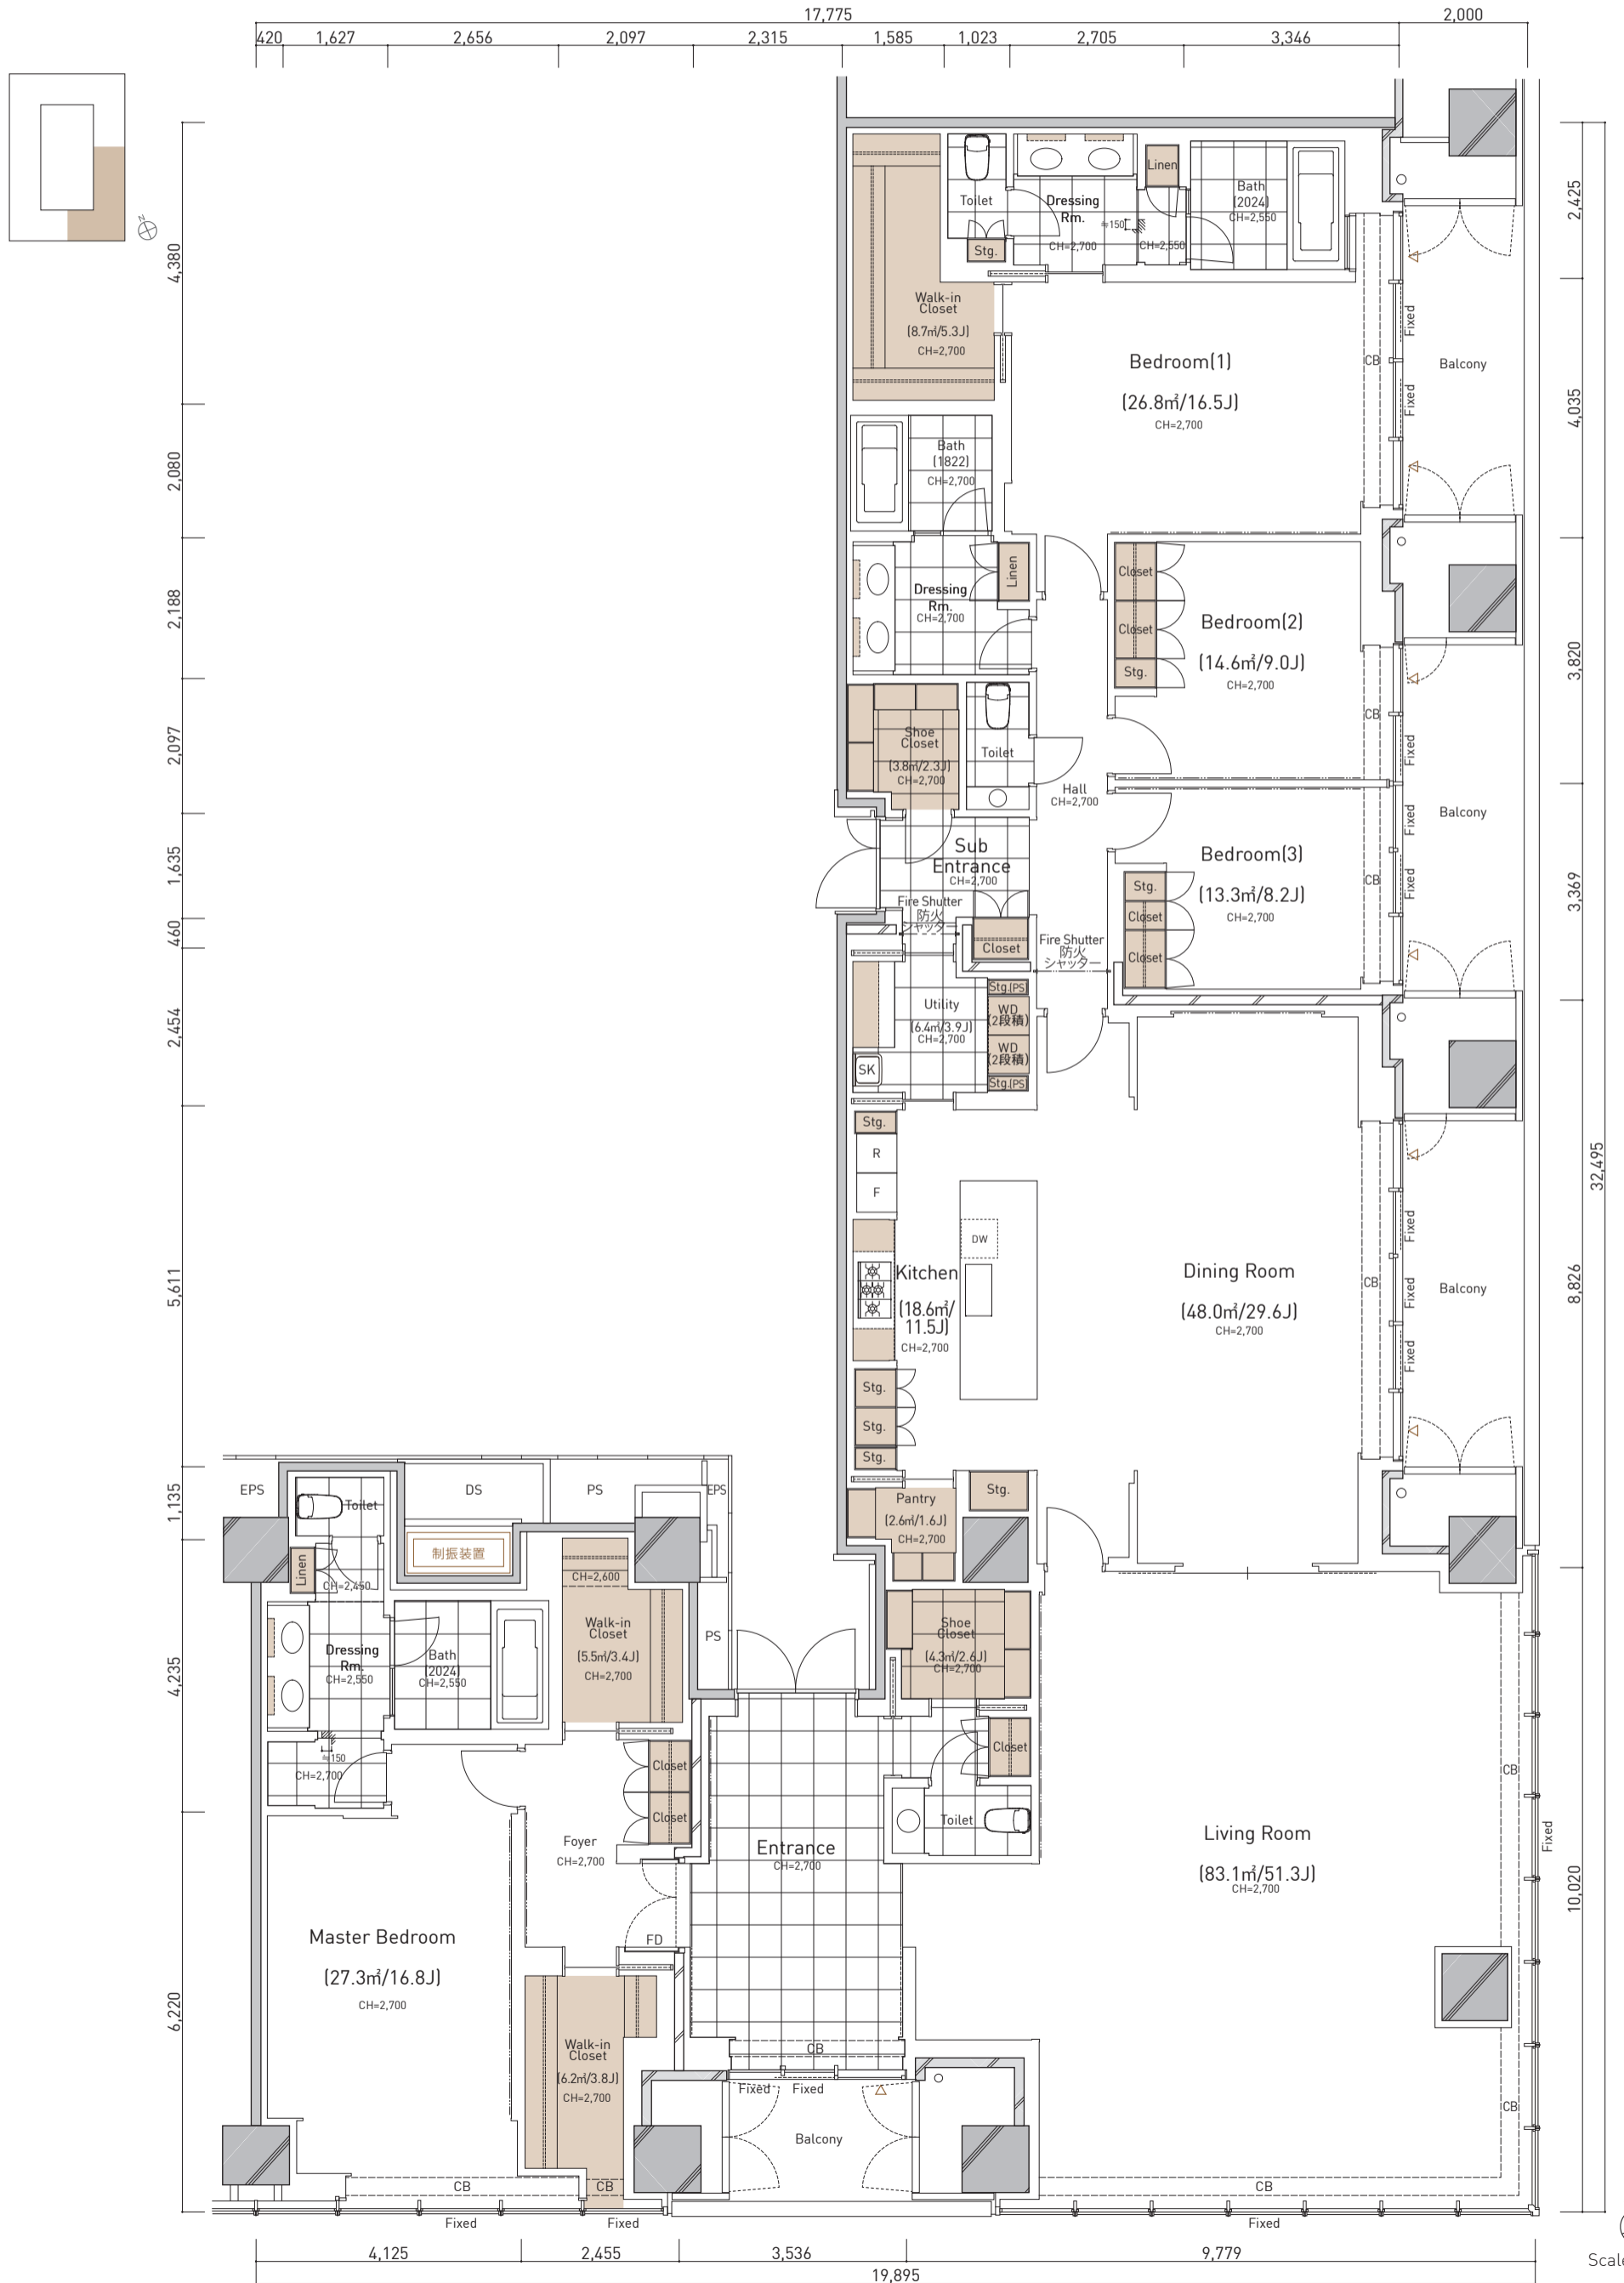 17,775
2,000
420
1,627
2,656
2,097
2,315
1,585
1,023
2,705
3,346
N
4,380
2,080
2,188
2,097
1,635
460
2,454
5,611
1,135
4,235
6,220
2,425
4,035
3,820
3,369
8,826
10,020
32,495
Toilet
Stg.
Dressing
Rm.
CH=2,700
≒150
Linen
CH=2,550
Bath
(2024)
CH=2,550
Walk-in
Closet
(8.7㎡/5.3J)
CH=2,700
Bedroom(1)
(26.8㎡/16.5J)
CH=2,700
CB
Fixed
Fixed
Balcony
Bath
(1822)
CH=2,700
Dressing
Rm.
CH=2,700
Linen
Closet
Closet
Stg.
Bedroom(2)
(14.6㎡/9.0J)
CH=2,700
CB
Fixed
Shoe
Closet
(3.8㎡/2.3J)
CH=2,700
Toilet
Hall
CH=2,700
Balcony
Sub
Entrance
CH=2,700
Bedroom(3)
(13.3㎡/8.2J)
CH=2,700
Stg.
Closet
Closet
CB
Fixed
Fixed
Fire Shutter
防火
シャッター
Closet
Fire Shutter
防火
シャッター
Utility
(6.4㎡/3.9J)
CH=2,700
Stg.(PS)
WD
(2段積)
WD
(2段積)
Stg.(PS)
SK
Stg.
R
F
DW
Kitchen
(18.6㎡/
11.5J)
CH=2,700
Dining Room
(48.0㎡/29.6J)
CH=2,700
CB
Fixed
Fixed
Fixed
Balcony
Stg.
Stg.
Stg.
Pantry
(2.6㎡/1.6J)
CH=2,700
Stg.
EPS
Toilet
DS
PS
EPS
制振装置
Linen
CH=2,450
CH=2,600
Walk-in
Closet
(5.5㎡/3.4J)
CH=2,700
PS
Dressing
Rm.
CH=2,550
Bath
(2024)
CH=2,550
≒150
CH=2,700
Shoe
Closet
(4.3㎡/2.6J)
CH=2,700
Closet
Toilet
Closet
Closet
Foyer
CH=2,700
Entrance
CH=2,700
FD
Living Room
(83.1㎡/51.3J)
CH=2,700
CB
Fixed
CB
Master Bedroom
(27.3㎡/16.8J)
CH=2,700
Walk-in
Closet
(6.2㎡/3.8J)
CH=2,700
CB
Fixed
Fixed
Balcony
CB
CB
CB
Fixed
Fixed
Fixed
4,125
2,455
3,536
9,779
19,895
Scale